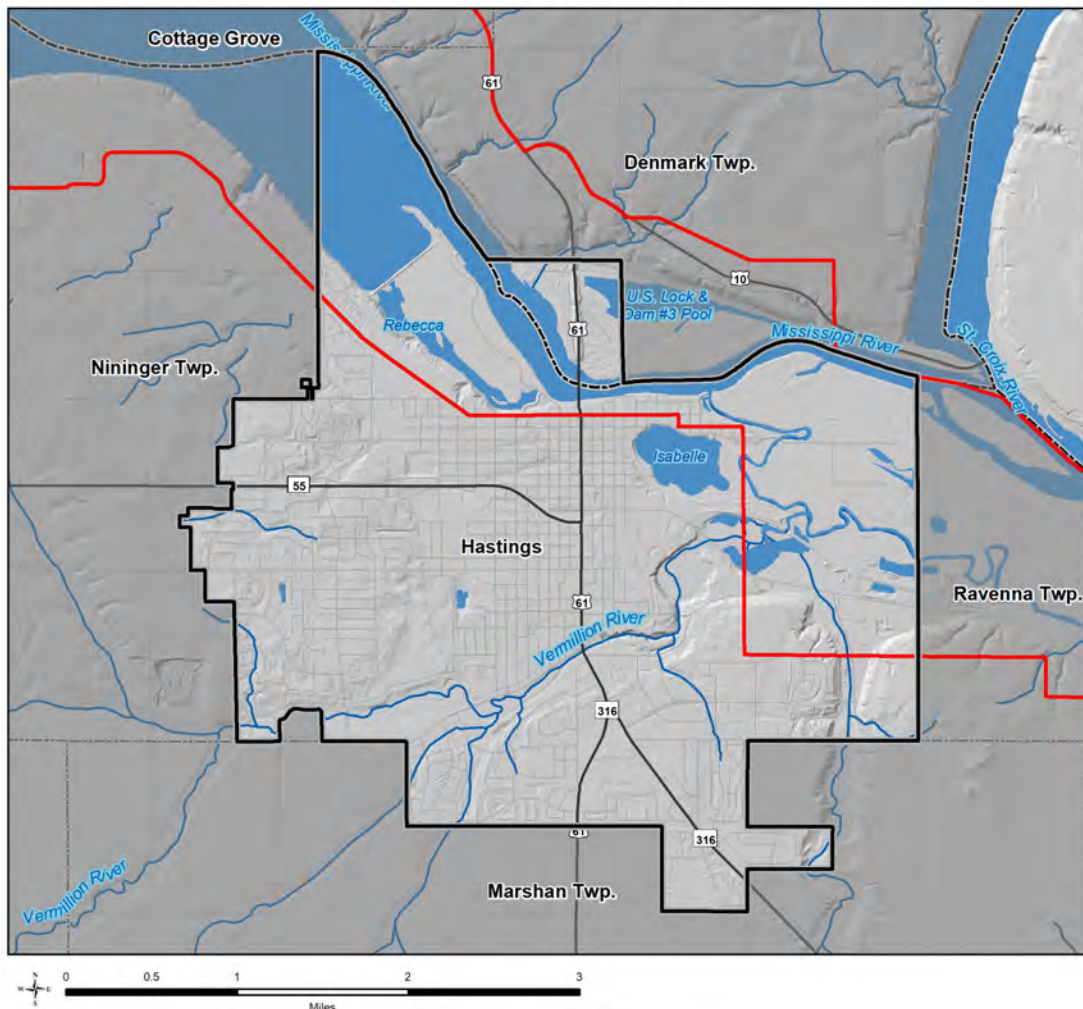 Cottage Grove
Mississippi River
61
Denmark Twp.
10
U.S. Lock &
Dam #3 Pool
61
Rebecca
Mississippi River
St. Croix River
Nininger Twp.
Isabelle
55
Hastings
61
Ravenna Twp.
Vermillion River
316
61
316
Vermillion River
Marshan Twp.
N
W
E
S
0
0.5
1
2
3
Miles